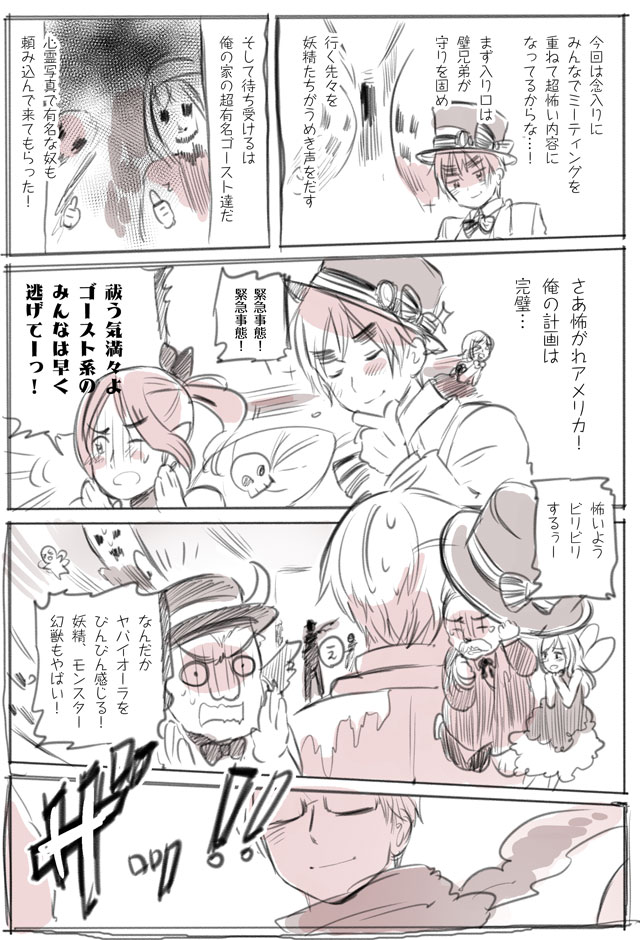 今回は念入りに
みんなでミーティングを
重ねて超怖い内容に
なってるからな…！
まず入り口は
壁兄弟が
守りを固め
行く先々を
妖精たちがうめき声をだす
そして待ち受けるは
俺の家の超有名ゴースト達だ
心霊写真で有名な奴も
頼み込んで来てもらった！
さあ怖がれアメリカ！
俺の計画は
完璧…
緊急事態！
緊急事態！
祓う気満々よ
ゴースト系の
みんなは早く
逃げてーっ！
怖いよう
ビリビリ
するぅー
え
なんだか
ヤバイオーラを
びんびん感じる！
妖精、モンスター
幻獣もやばい！
ザッ
!!